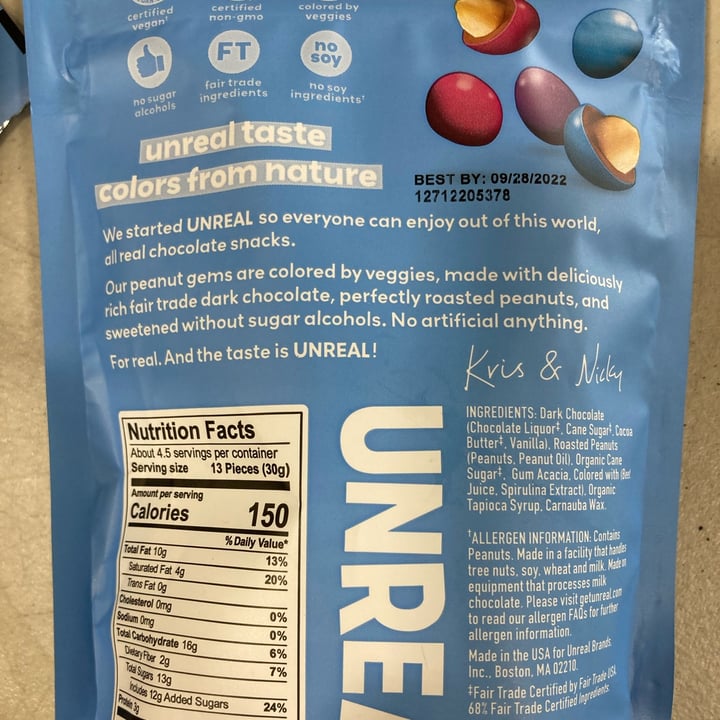 certified
vegan†
certified
non-gmo
colored by
veggies
FT
no
soy
no sugar
alcohols
fair trade
ingredients
no soy
ingredients†
unreal taste
colors from nature
BEST BY: 09/28/2022
12712205378
We started UNREAL so everyone can enjoy out of this world,
all real chocolate snacks.
Our peanut gems are colored by veggies, made with deliciously
rich fair trade dark chocolate, perfectly roasted peanuts, and
sweetened without sugar alcohols. No artificial anything.
For real. And the taste is UNREAL!
Kris & Nicky
Nutrition Facts
About 4.5 servings per container
Serving size 13 Pieces (30g)
Amount per serving
Calories 150
% Daily Value*
Total Fat 10g 13%
Saturated Fat 4g 20%
Trans Fat 0g
Cholesterol 0mg 0%
Sodium 0mg 0%
Total Carbohydrate 16g 6%
Dietary Fiber 2g 7%
Total Sugars 13g
Includes 12g Added Sugars 24%
Protein 3g
UNREA
INGREDIENTS: Dark Chocolate
(Chocolate Liquor‡, Cane Sugar‡, Cocoa
Butter‡, Vanilla), Roasted Peanuts
(Peanuts, Peanut Oil), Organic Cane
Sugar‡, Gum Acacia, Colored with (Beet
Juice, Spirulina Extract), Organic
Tapioca Syrup, Carnauba Wax.
†ALLERGEN INFORMATION: Contains
Peanuts. Made in a facility that handles
tree nuts, soy, wheat and milk. Made on
equipment that processes milk
chocolate. Please visit getunreal.com
to read our allergen FAQs for further
allergen information.
Made in the USA for Unreal Brands,
Inc., Boston, MA 02210.
‡Fair Trade Certified by Fair Trade USA.
68% Fair Trade Certified Ingredients.